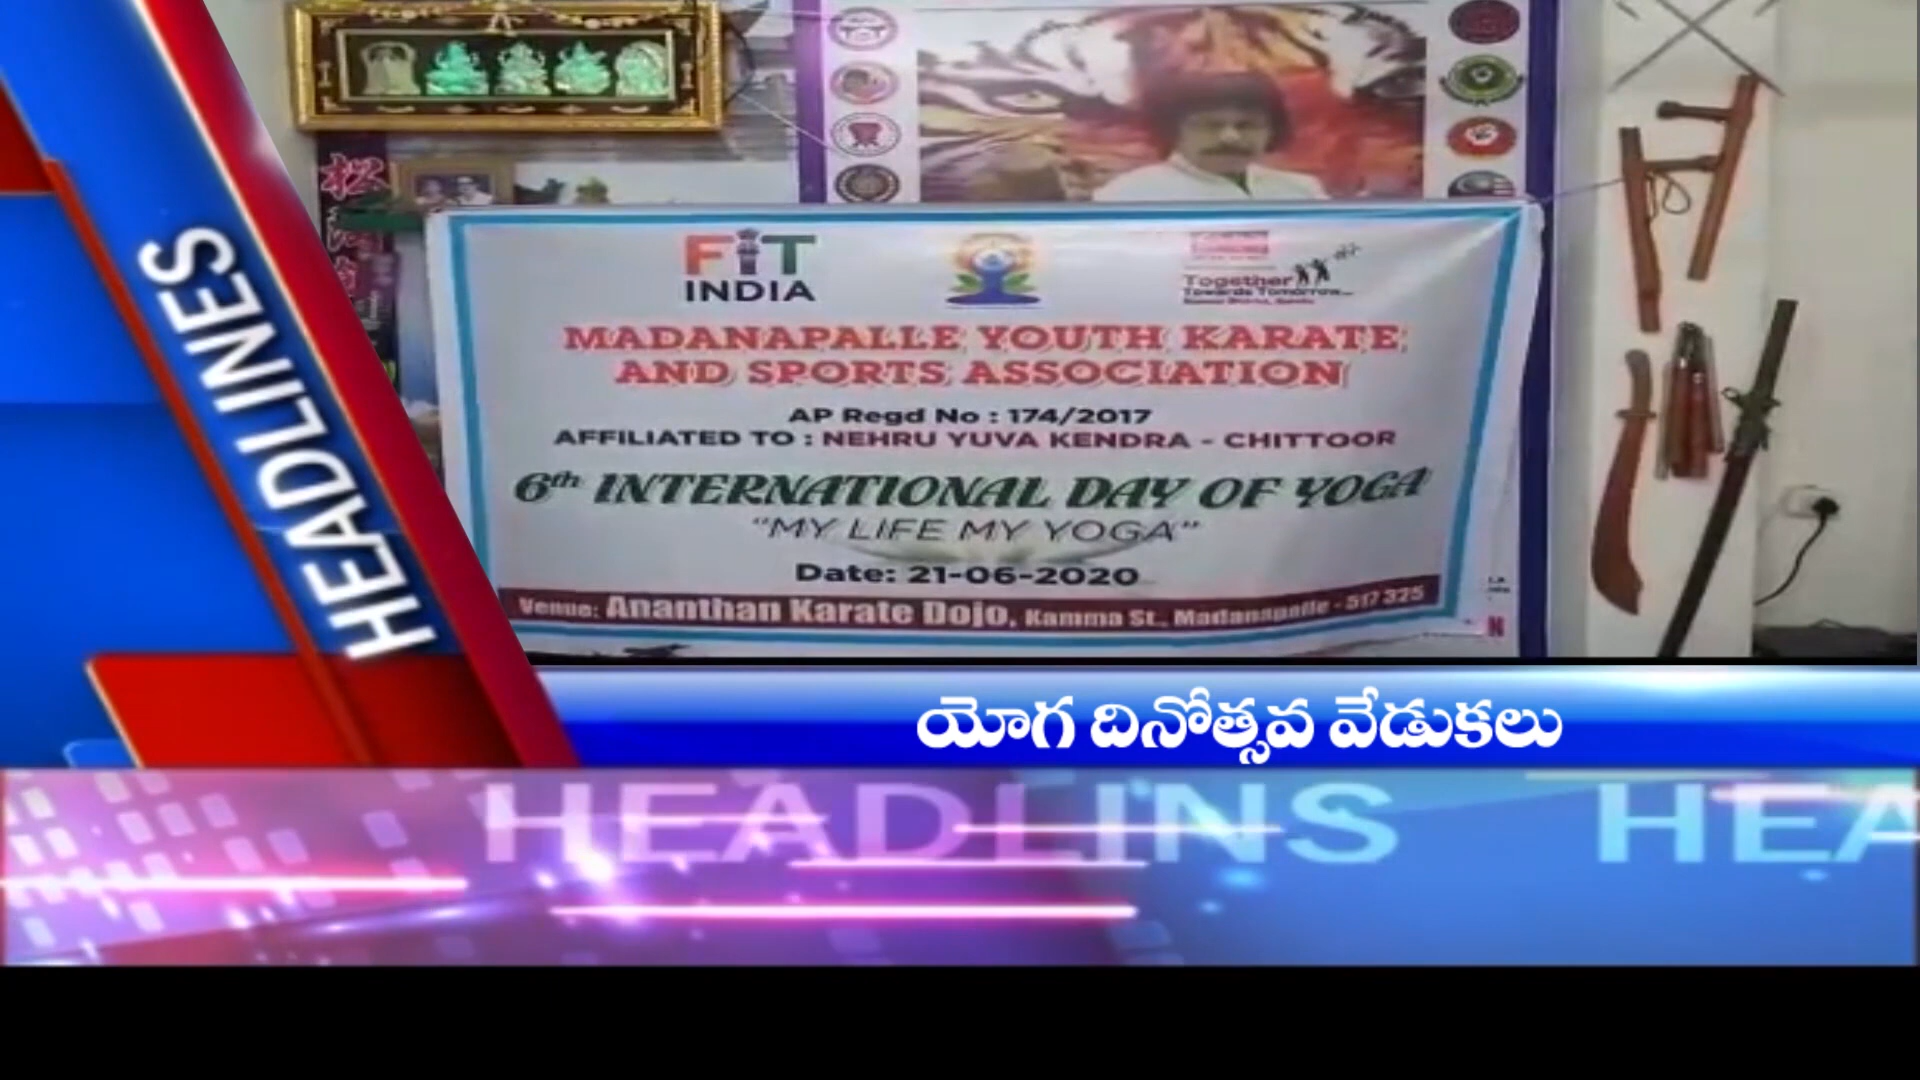 HEADLINES
FIT
INDIA
Together
Towards Tomorrow...
MADANAPALLE YOUTH KARATE
AND SPORTS ASSOCIATION
AP Regd No : 174/2017
AFFILIATED TO : NEHRU YUVA KENDRA - CHITTOOR
6th INTERNATIONAL DAY OF YOGA
"MY LIFE MY YOGA"
Date: 21-06-2020
Venue: Ananthan Karate Dojo, Kamma St., Madanapalle - 517 325
యోగ దినోత్సవ వేడుకలు
HEADLINS HEA